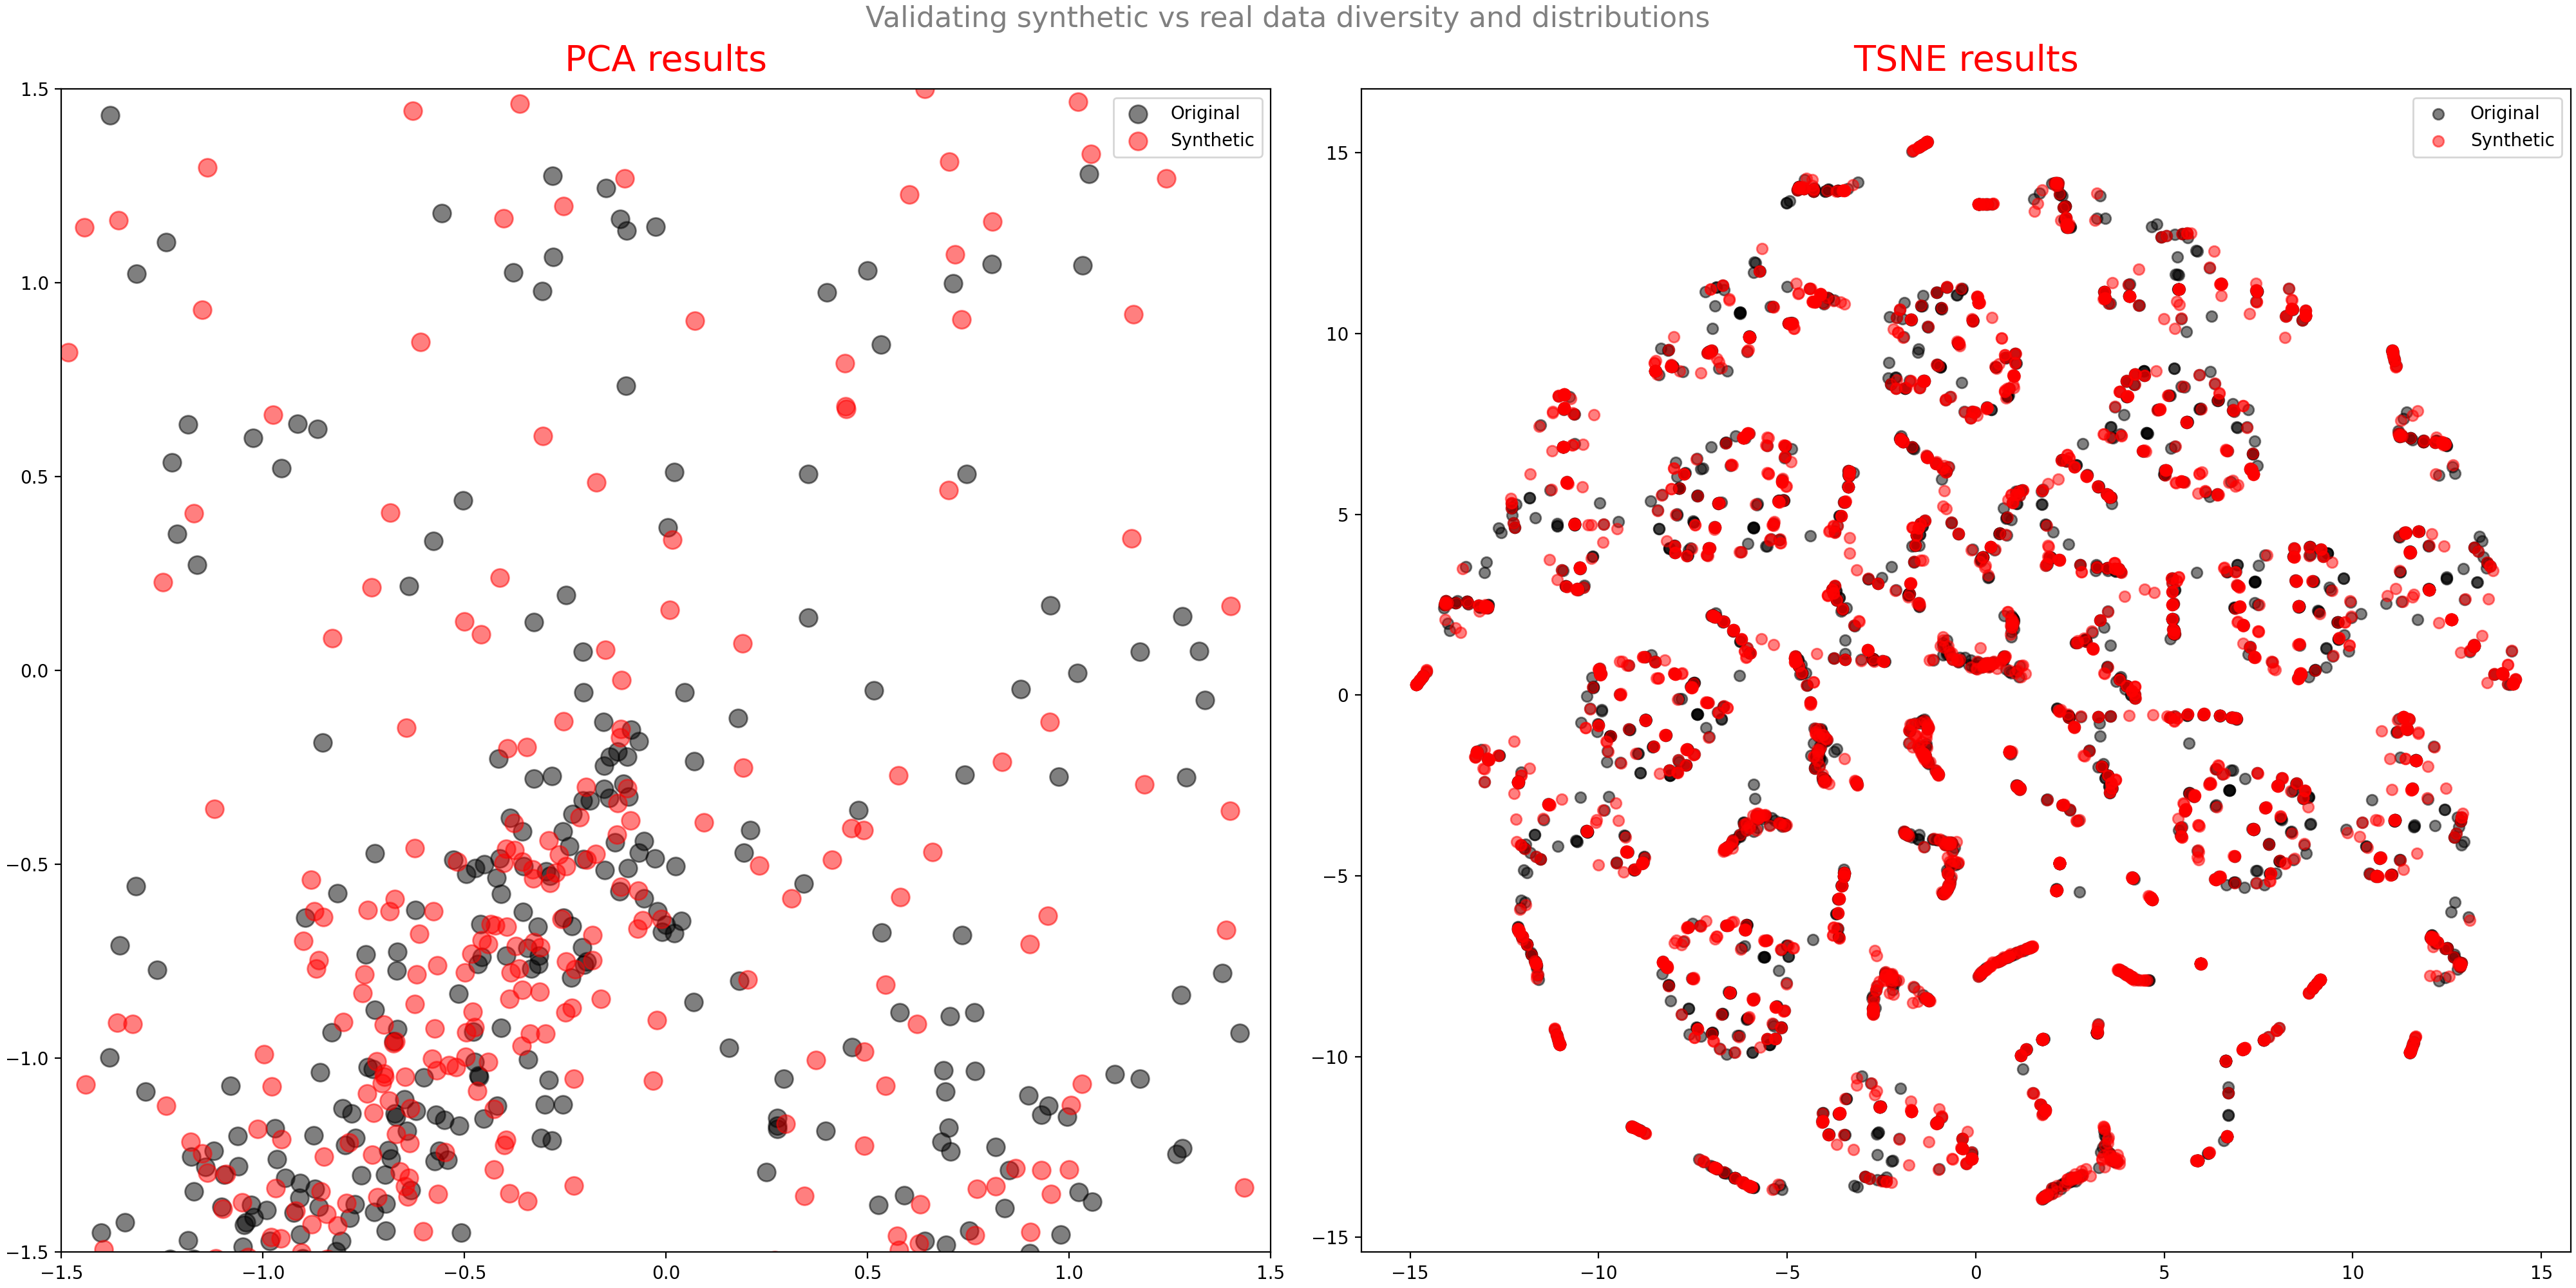 Validating synthetic vs real data diversity and distributions
PCA results
TSNE results
Original
Synthetic
1.5
1.0
0.5
0.0
−0.5
−1.0
−1.5
−1.5 −1.0 −0.5 0.0 0.5 1.0 1.5
Original
Synthetic
15
10
5
0
−5
−10
−15
−15 −10 −5 0 5 10 15